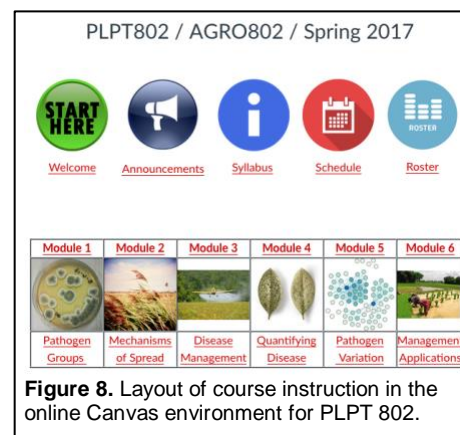 PLPT802 / AGRO802 / Spring 2017
START
HERE
ROSTER
Welcome Announcements Syllabus Schedule Roster
Module 1 Module 2 Module 3 Module 4 Module 5 Module 6
Pathogen Mechanisms Disease Quantifying Pathogen Management
Groups of Spread Management Disease Variation Applications
Figure 8. Layout of course instruction in the
online Canvas environment for PLPT 802.